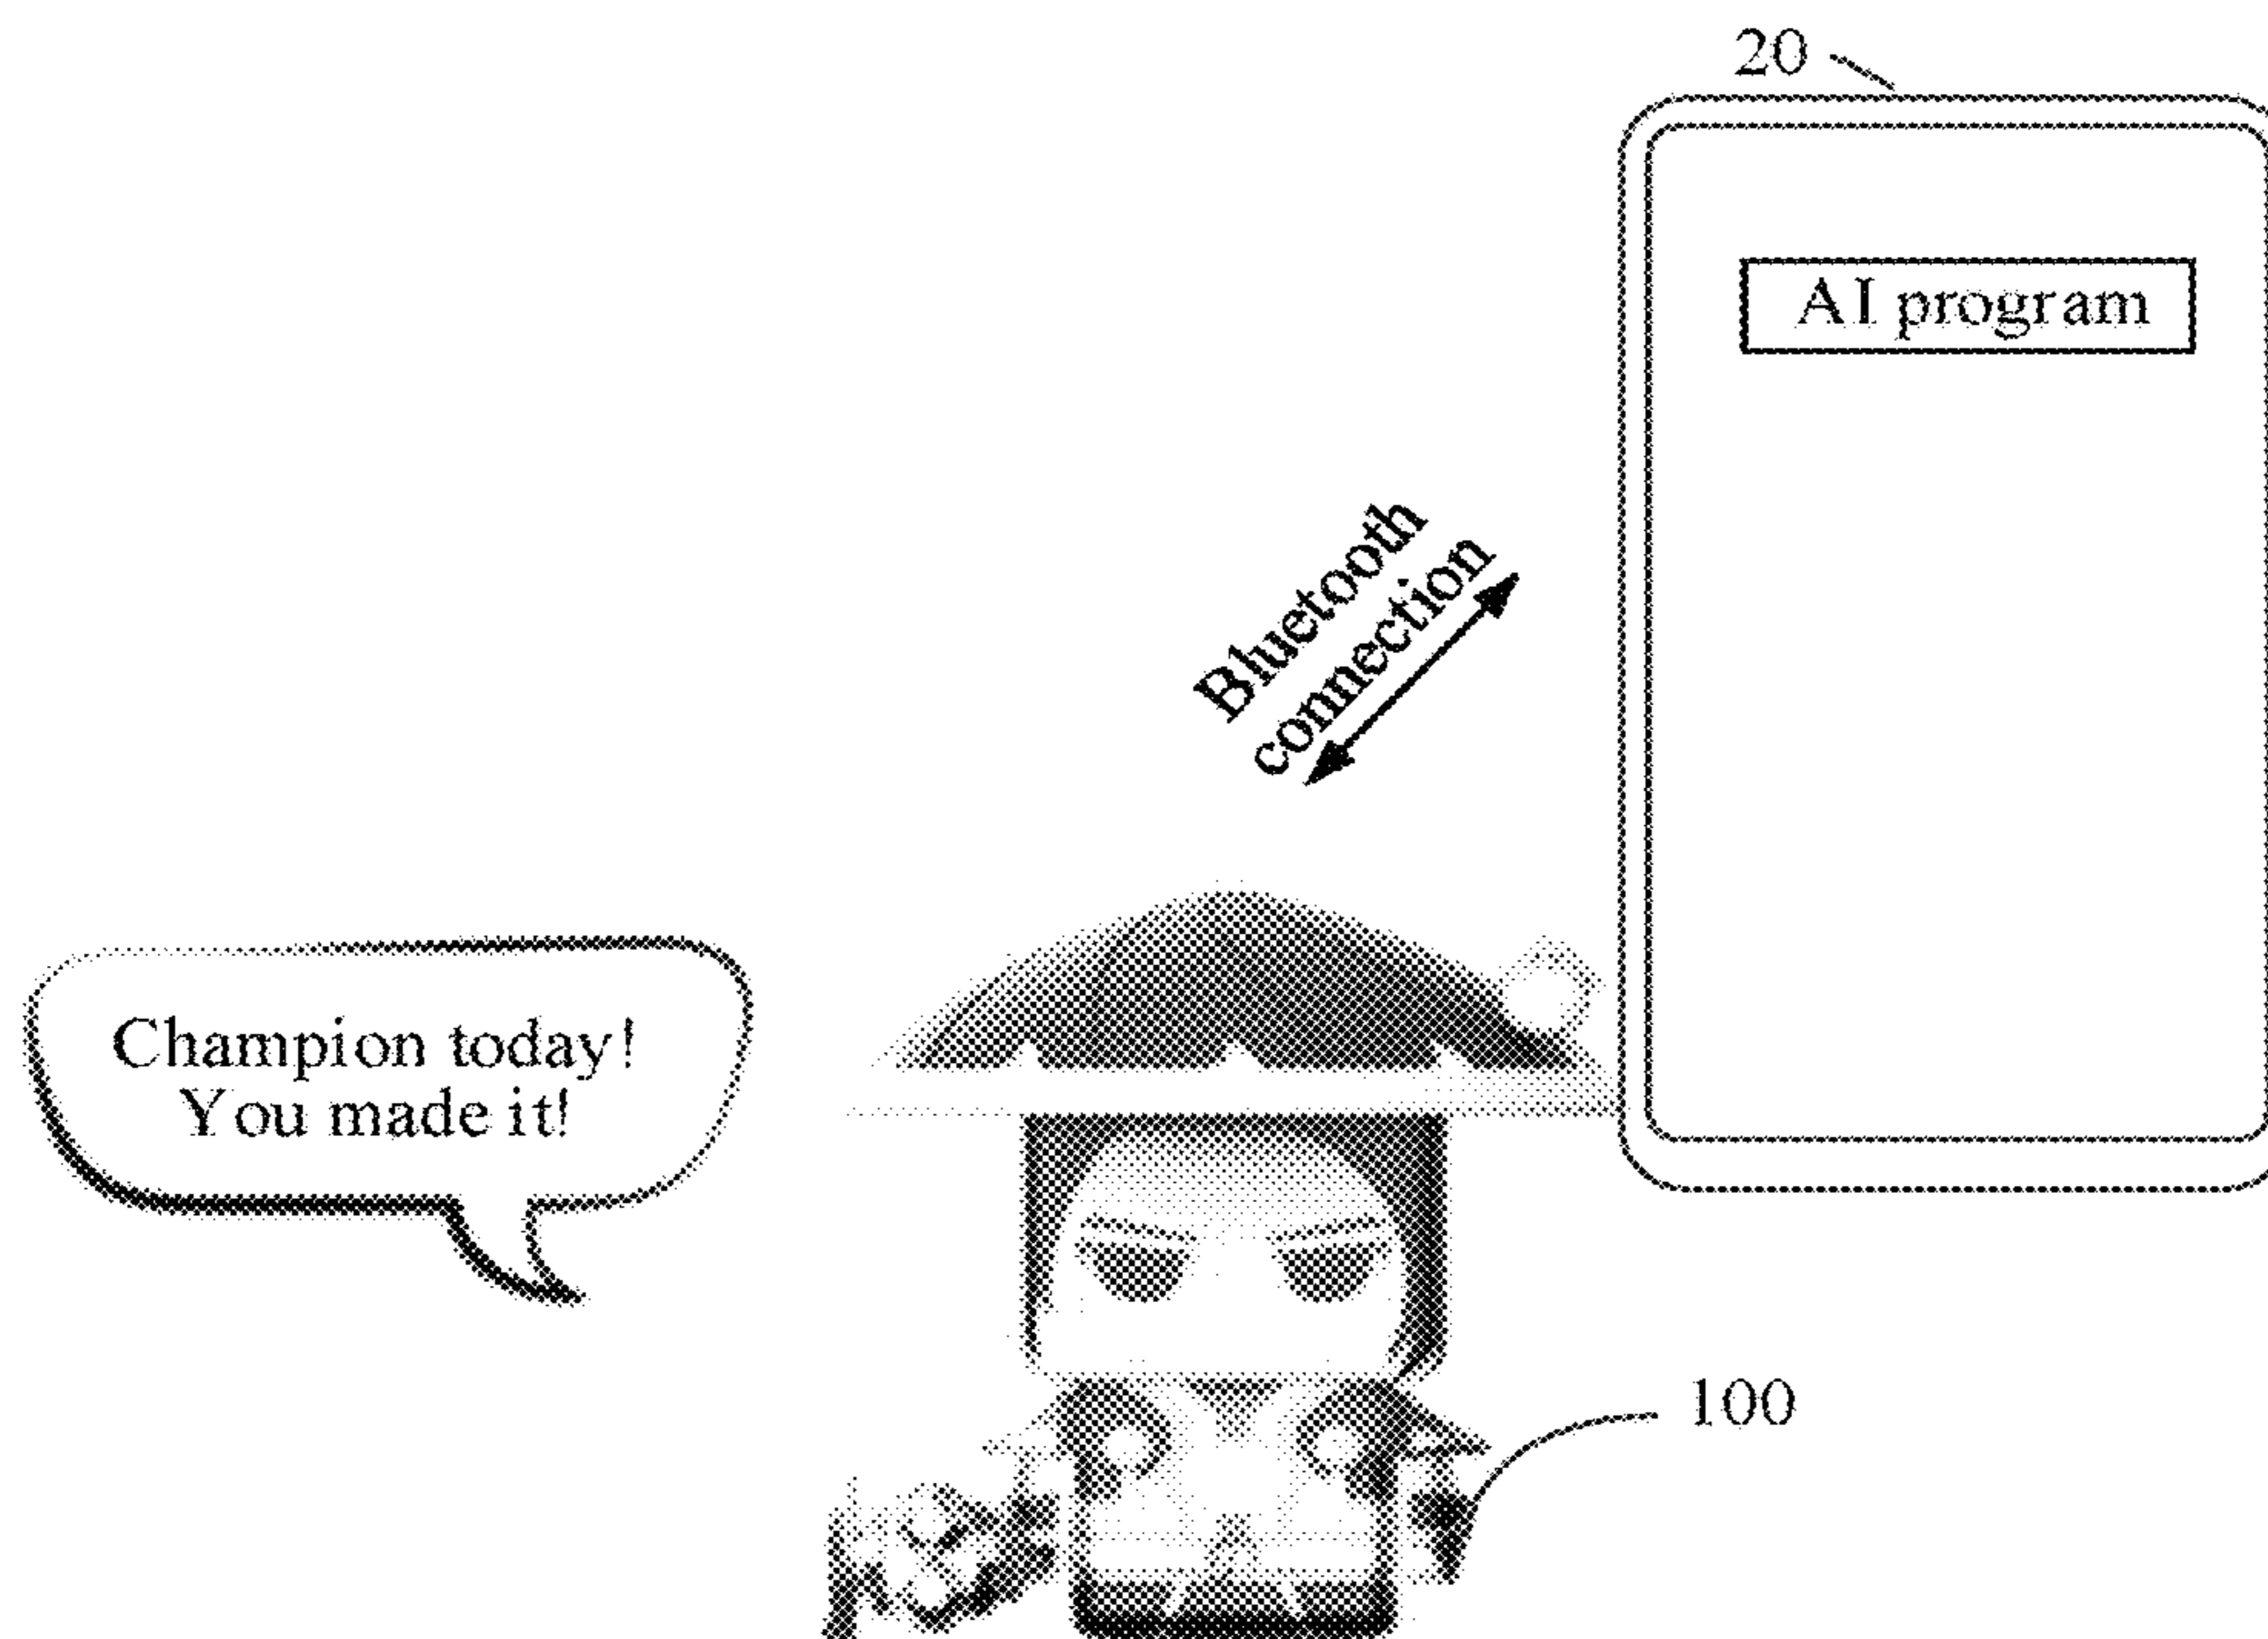 20
AI program
Bluetooth
connection
Champion today!
You made it!
100